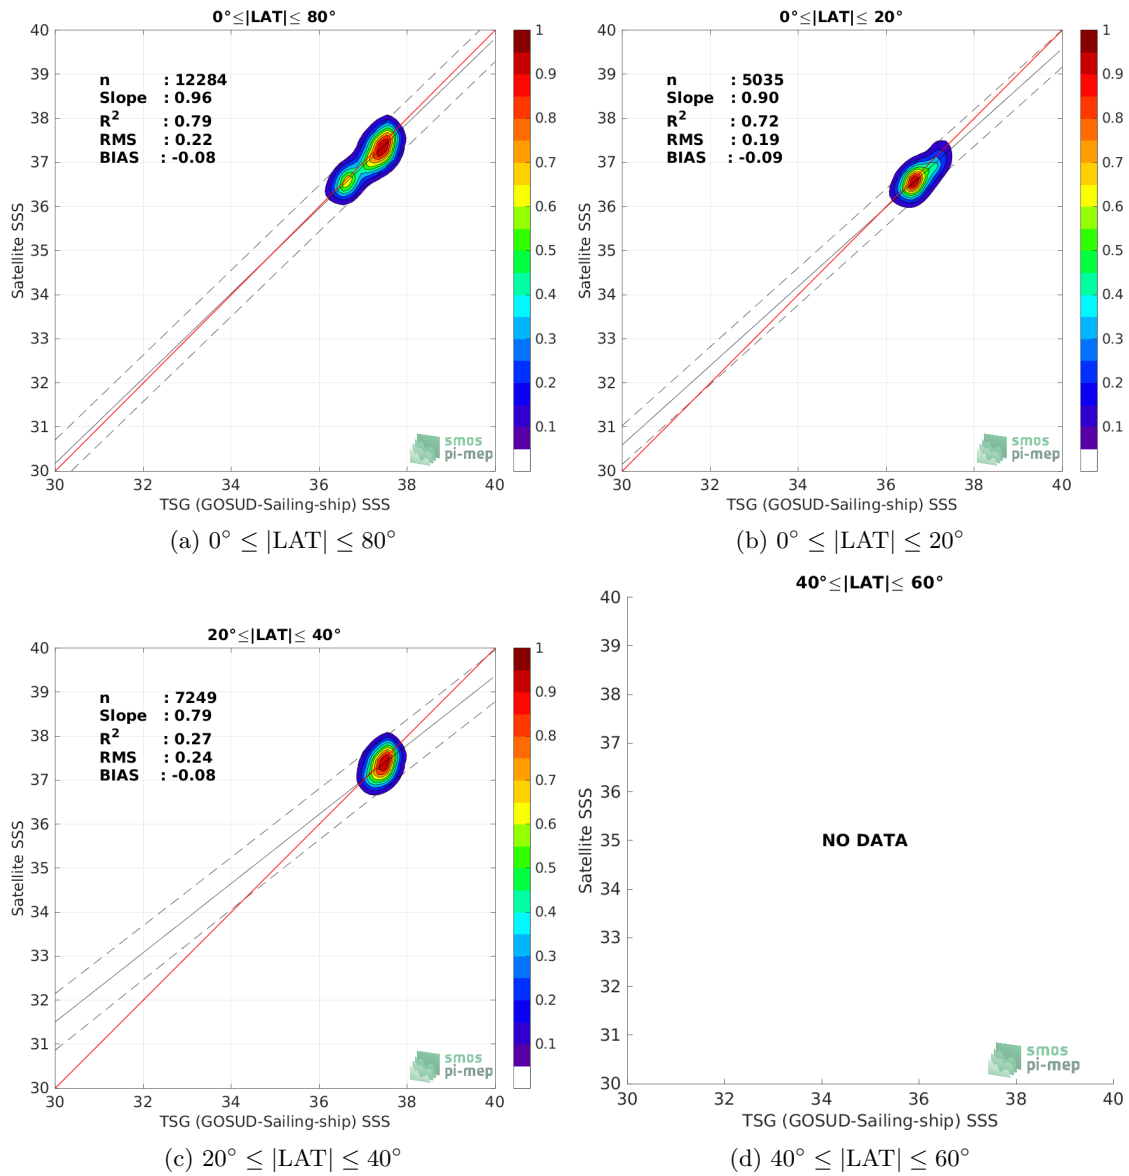 0°≤|LAT|≤ 80°
n : 12284
Slope : 0.96
R² : 0.79
RMS : 0.22
BIAS : -0.08
Satellite SSS
40
39
38
37
36
35
34
33
32
31
30
30 32 34 36 38 40
TSG (GOSUD-Sailing-ship) SSS
1
0.9
0.8
0.7
0.6
0.5
0.4
0.3
0.2
0.1
smos
pi-mep
(a) 0° ≤ |LAT| ≤ 80°
0°≤|LAT|≤ 20°
n : 5035
Slope : 0.90
R² : 0.72
RMS : 0.19
BIAS : -0.09
Satellite SSS
40
39
38
37
36
35
34
33
32
31
30
30 32 34 36 38 40
TSG (GOSUD-Sailing-ship) SSS
1
0.9
0.8
0.7
0.6
0.5
0.4
0.3
0.2
0.1
smos
pi-mep
(b) 0° ≤ |LAT| ≤ 20°
20°≤|LAT|≤ 40°
n : 7249
Slope : 0.79
R² : 0.27
RMS : 0.24
BIAS : -0.08
Satellite SSS
40
39
38
37
36
35
34
33
32
31
30
30 32 34 36 38 40
TSG (GOSUD-Sailing-ship) SSS
1
0.9
0.8
0.7
0.6
0.5
0.4
0.3
0.2
0.1
smos
pi-mep
(c) 20° ≤ |LAT| ≤ 40°
40°≤|LAT|≤ 60°
Satellite SSS
40
39
38
37
36
35
34
33
32
31
30
NO DATA
30 32 34 36 38 40
TSG (GOSUD-Sailing-ship) SSS
smos
pi-mep
(d) 40° ≤ |LAT| ≤ 60°